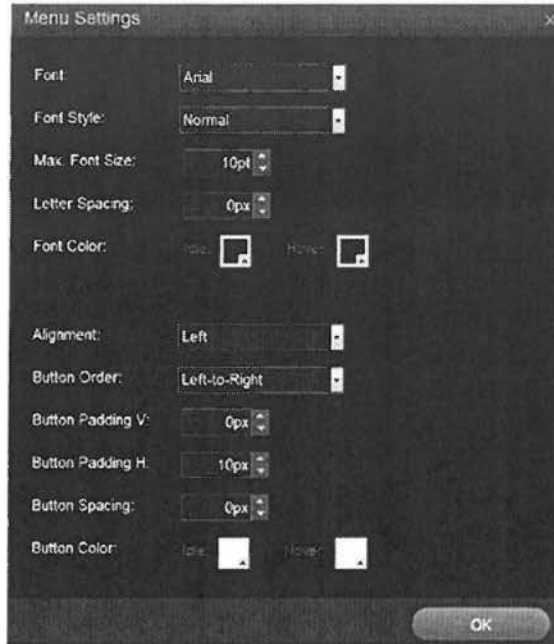 Menu Settings
Font: Arial
Font Style: Normal
Max. Font Size: 10pt
Letter Spacing: 0px
Font Color: Idle: Hover:
Alignment: Left
Button Order: Left-to-Right
Button Padding V: 0px
Button Padding H: 10px
Button Spacing: 0px
Button Color: Idle: Hover:
OK